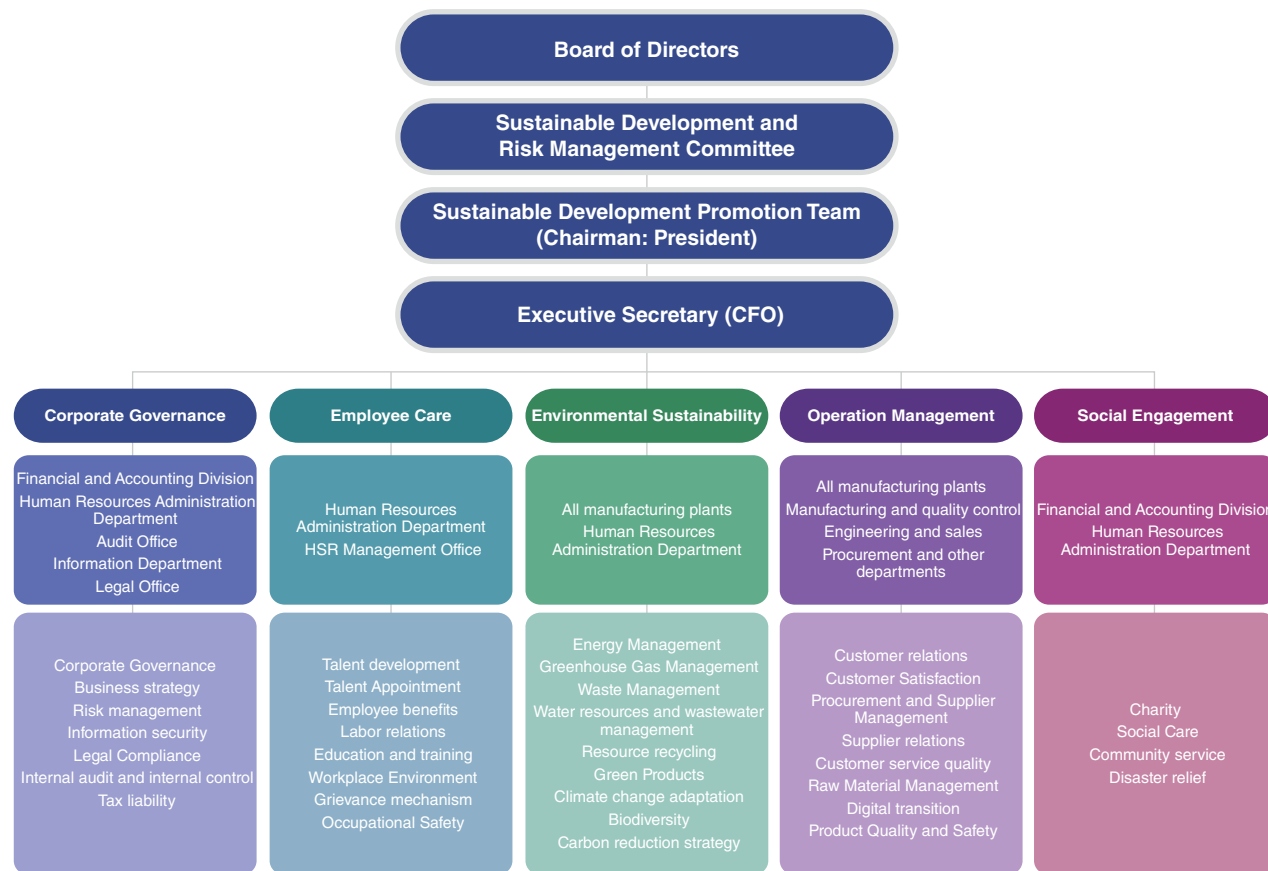 Board of Directors
Sustainable Development and
Risk Management Committee
Sustainable Development Promotion Team
(Chairman: President)
Executive Secretary (CFO)
Corporate Governance
Financial and Accounting Division
Human Resources Administration
Department
Audit Office
Information Department
Legal Office
Corporate Governance
Business strategy
Risk management
Information security
Legal Compliance
Internal audit and internal control
Tax liability
Employee Care
Human Resources
Administration Department
HSR Management Office
Talent development
Talent Appointment
Employee benefits
Labor relations
Education and training
Workplace Environment
Grievance mechanism
Occupational Safety
Environmental Sustainability
All manufacturing plants
Human Resources
Administration Department
Energy Management
Greenhouse Gas Management
Waste Management
Water resources and wastewater
management
Resource recycling
Green Products
Climate change adaptation
Biodiversity
Carbon reduction strategy
Operation Management
All manufacturing plants
Manufacturing and quality control
Engineering and sales
Procurement and other
departments
Customer relations
Customer Satisfaction
Procurement and Supplier
Management
Supplier relations
Customer service quality
Raw Material Management
Digital transition
Product Quality and Safety
Social Engagement
Financial and Accounting Division
Human Resources
Administration Department
Charity
Social Care
Community service
Disaster relief